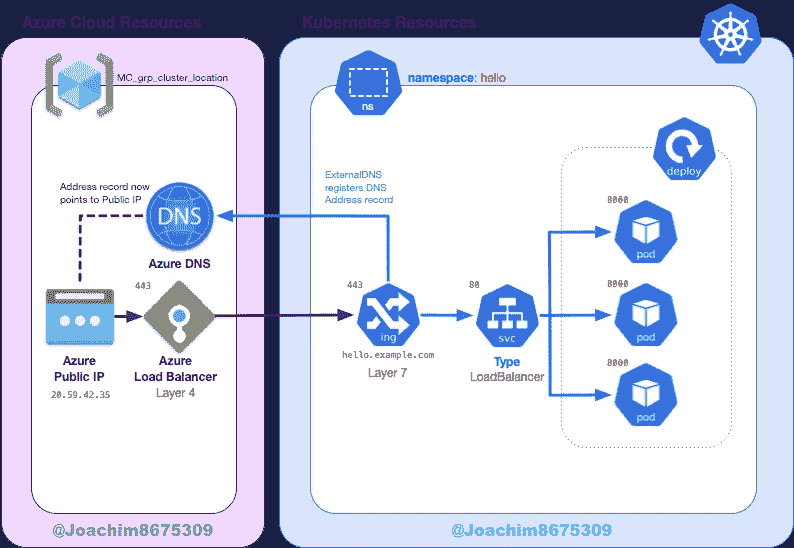 Azure Cloud Resources
Kubernetes Resources
MC_grp_cluster_location
ns
namespace: hello
deploy
Address record now
points to Public IP
DNS
Azure DNS
ExternalDNS
registers DNS
Address record
8000
pod
443
443
80
8000
ing
svc
pod
hello.example.com
Layer 7
Type
LoadBalancer
Azure
Public IP
20.59.42.35
Azure
Load Balancer
Layer 4
8000
pod
@Joachim8675309
@Joachim8675309